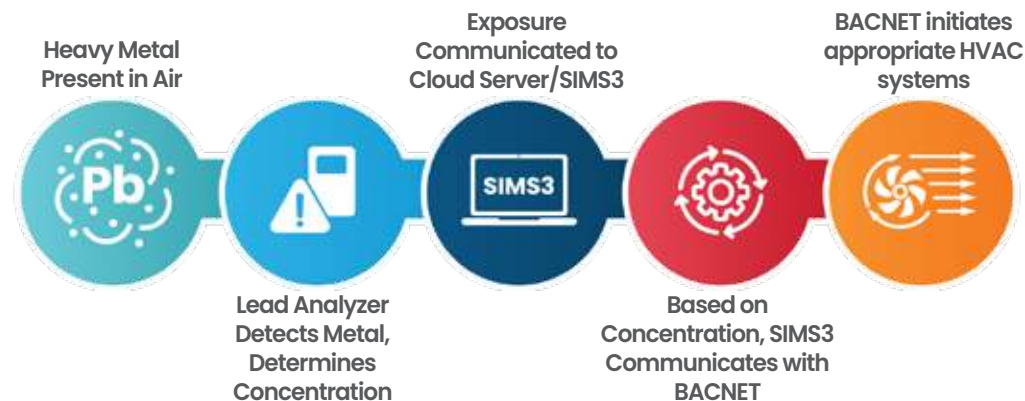 Heavy Metal
Present in Air
Pb
Lead Analyzer
Detects Metal,
Determines
Concentration
Exposure
Communicated to
Cloud Server/SIMS3
SIMS3
Based on
Concentration, SIMS3
Communicates with
BACNET
BACNET initiates
appropriate HVAC
systems